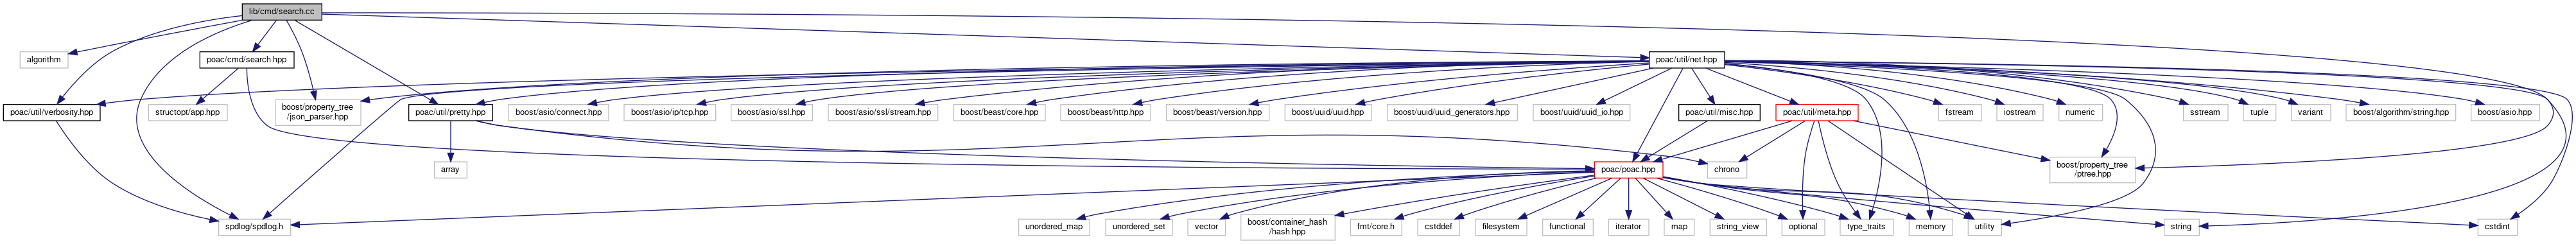 lib/cmd/search.cc
algorithm
poac/cmd/search.hpp
poac/util/net.hpp
poac/util/verbosity.hpp
structopt/app.hpp
boost/property_tree
/json_parser.hpp
poac/util/pretty.hpp
boost/asio/connect.hpp
boost/asio/ip/tcp.hpp
boost/asio/ssl.hpp
boost/asio/ssl/stream.hpp
boost/beast/core.hpp
boost/beast/http.hpp
boost/beast/version.hpp
boost/uuid/uuid.hpp
boost/uuid/uuid_generators.hpp
boost/uuid/uuid_io.hpp
poac/util/misc.hpp
poac/util/meta.hpp
fstream
iostream
numeric
sstream
tuple
variant
boost/algorithm/string.hpp
boost/asio.hpp
array
poac/poac.hpp
chrono
boost/property_tree
/ptree.hpp
spdlog/spdlog.h
unordered_map
unordered_set
vector
boost/container_hash
/hash.hpp
fmt/core.h
cstddef
filesystem
functional
iterator
map
string_view
optional
type_traits
memory
utility
string
cstdint